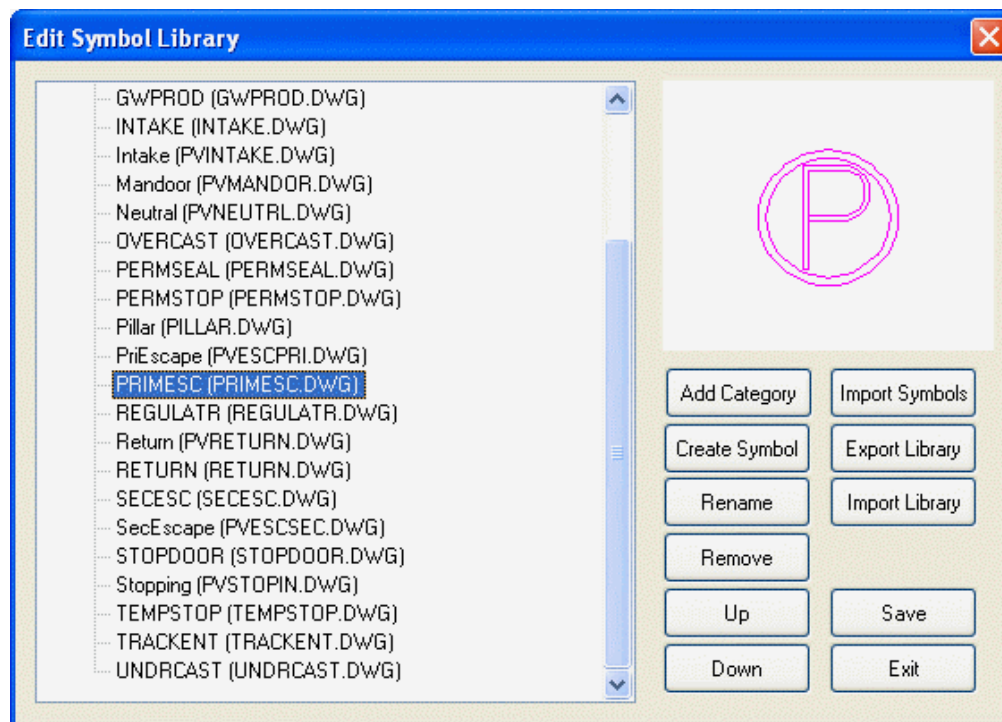 Edit Symbol Library
GWPROD (GWPROD.DWG)
INTAKE (INTAKE.DWG)
Intake (PVINTAKE.DWG)
Mandoor (PVMANDOR.DWG)
Neutral (PVNEUTRL.DWG)
OVERCAST (OVERCAST.DWG)
PERMSEAL (PERMSEAL.DWG)
PERMSTOP (PERMSTOP.DWG)
Pillar (PILLAR.DWG)
PriEscape (PVESCPRI.DWG)
PRIMESC (PRIMESC.DWG)
REGULATR (REGULATR.DWG)
Return (PVRETURN.DWG)
RETURN (RETURN.DWG)
SECESC (SECESC.DWG)
SecEscape (PVESCSEC.DWG)
STOPDOOR (STOPDOOR.DWG)
Stopping (PVSTOPIN.DWG)
TEMPSTOP (TEMPSTOP.DWG)
TRACKENT (TRACKENT.DWG)
UNDRCAST (UNDRCAST.DWG)
P
Add Category
Import Symbols
Create Symbol
Export Library
Rename
Import Library
Remove
Up
Save
Down
Exit